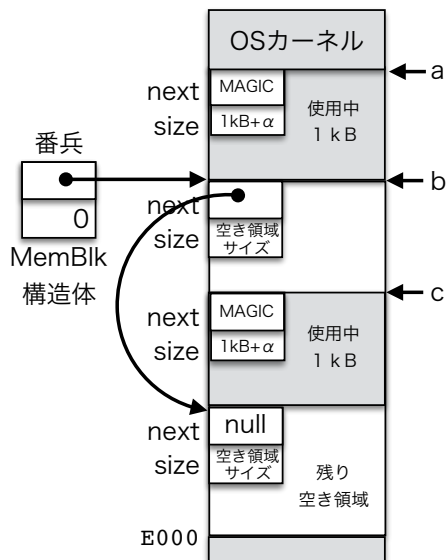 OSカーネル
a
next
MAGIC
size
1kB+α
使用中
1 k B
番兵
b
0
next
size
空き領域
サイズ
MemBlk
構造体
c
next
MAGIC
size
1kB+α
使用中
1 k B
next
null
size
空き領域
サイズ
残り
空き領域
E000